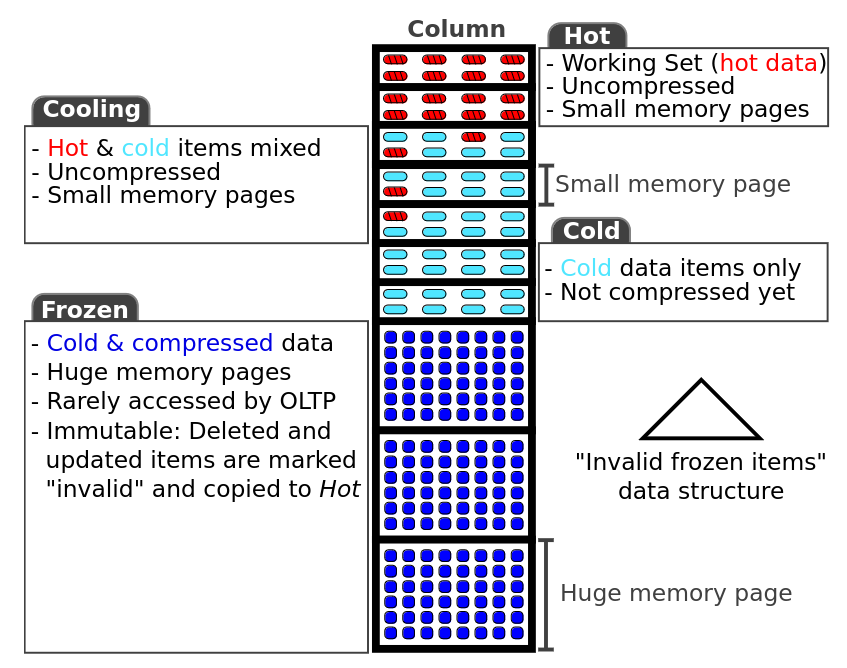 Column
Hot
- Working Set (hot data)
- Uncompressed
- Small memory pages
Cooling
- Hot & cold items mixed
- Uncompressed
- Small memory pages
Small memory page
Cold
- Cold data items only
- Not compressed yet
Frozen
- Cold & compressed data
- Huge memory pages
- Rarely accessed by OLTP
- Immutable: Deleted and
updated items are marked
"invalid" and copied to Hot
"Invalid frozen items"
data structure
Huge memory page